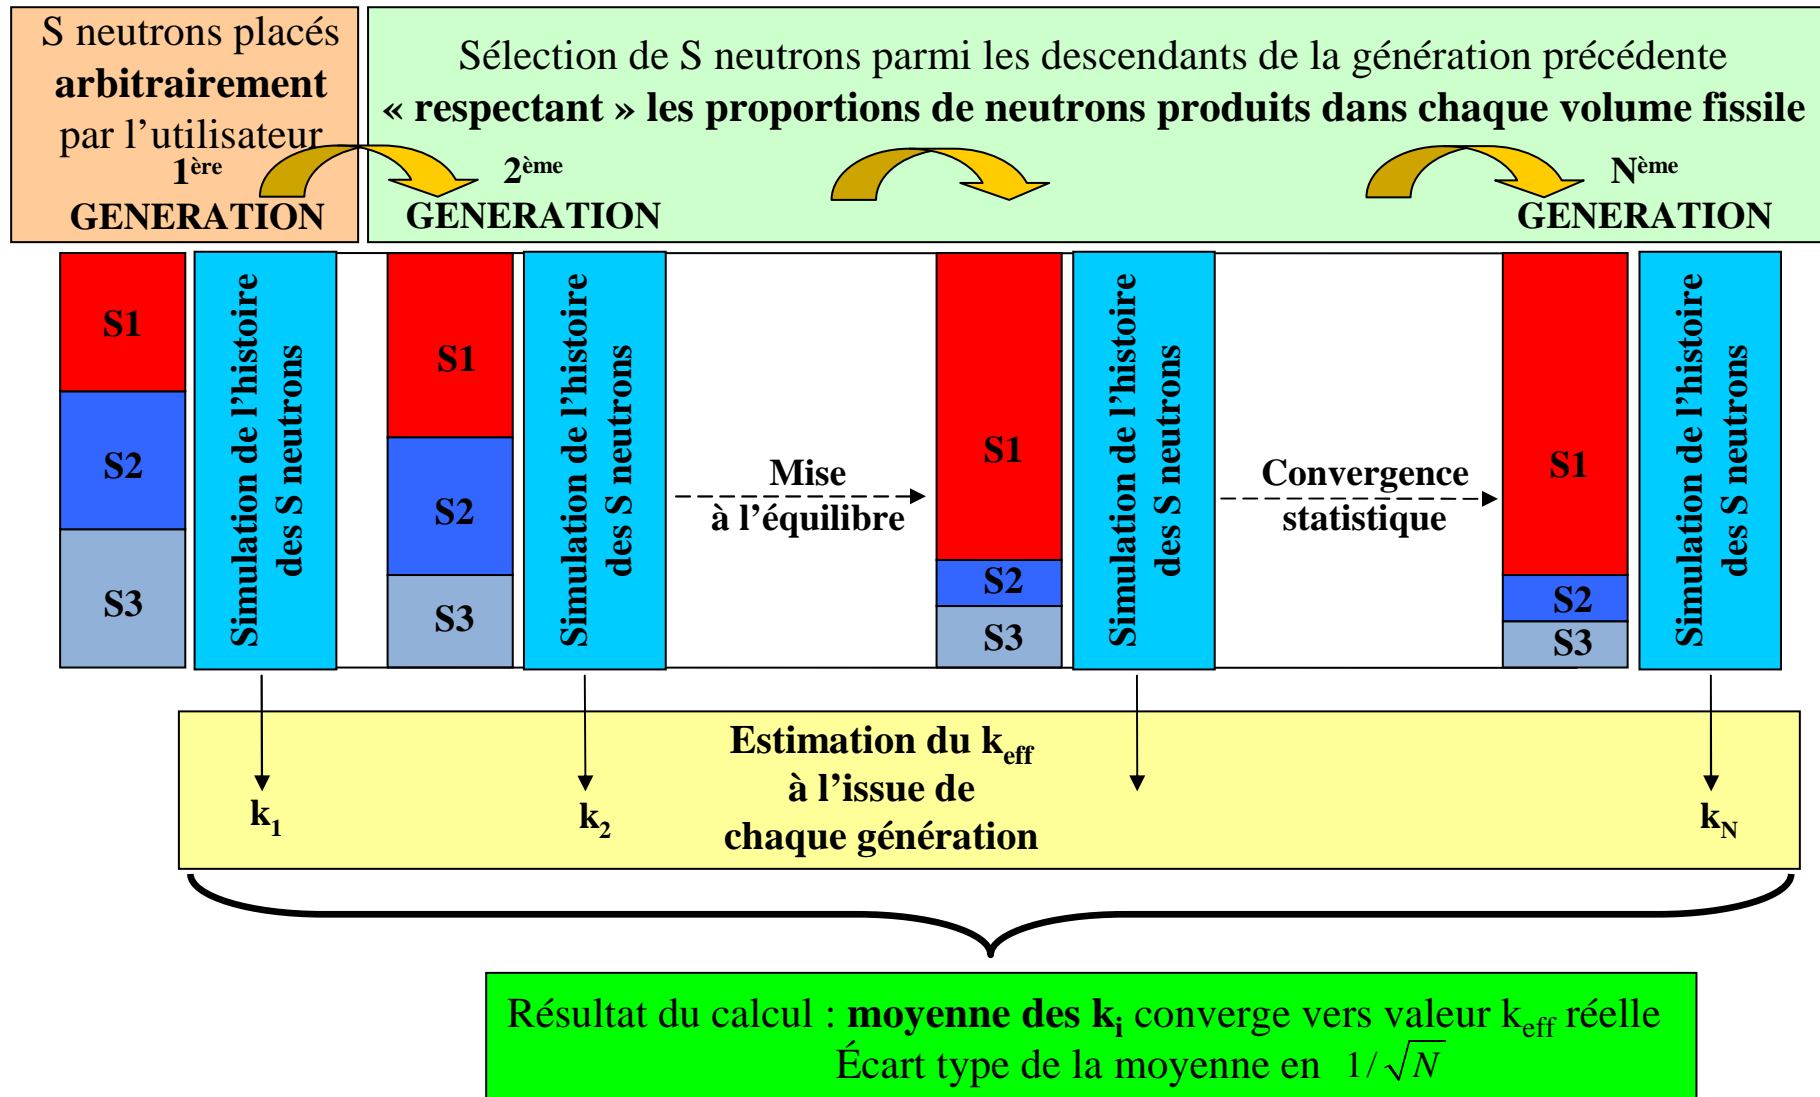 S neutrons placés
arbitrairement
par l’utilisateur
1ère
GENERATION
Sélection de S neutrons parmi les descendants de la génération précédente
« respectant » les proportions de neutrons produits dans chaque volume fissile
2ème
GENERATION
Nème
GENERATION
S1
S2
S3
Simulation de l’histoire
des S neutrons
S1
S2
S3
Simulation de l’histoire
des S neutrons
Mise
à l’équilibre
S1
S2
S3
Simulation de l’histoire
des S neutrons
Convergence
statistique
S1
S2
S3
Simulation de l’histoire
des S neutrons
Estimation du keff
à l’issue de
chaque génération
k1
k2
kN
Résultat du calcul : moyenne des ki converge vers valeur keff réelle
Écart type de la moyenne en 1/√N